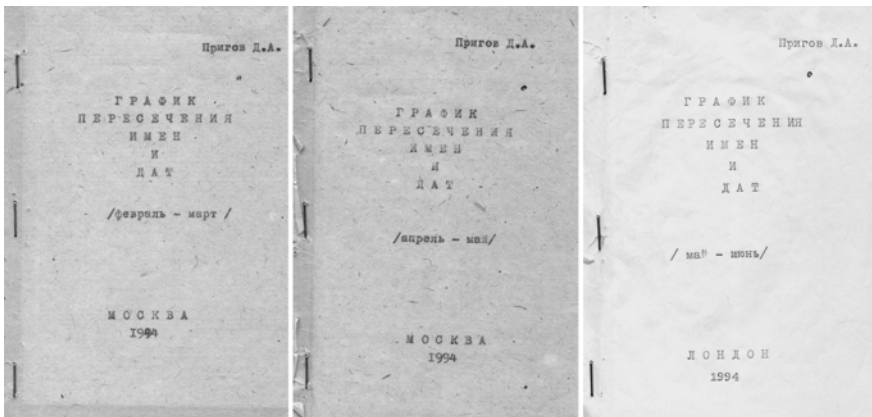 Пригов Д.А.
ГРАФИК
ПЕРЕСЕЧЕНИЯ
ИМЕН
И
ДАТ
/февраль - март /
МОСКВА
1994
Пригов Д.А.
ГРАФИК
ПЕРЕСЕЧЕНИЯ
ИМЕН
И
ДАТ
/апрель - май/
МОСКВА
1994
Пригов Д.А.
ГРАФИК
ПЕРЕСЕЧЕНИЯ
ИМЕН
И
ДАТ
/ май - июнь/
ЛОНДОН
1994